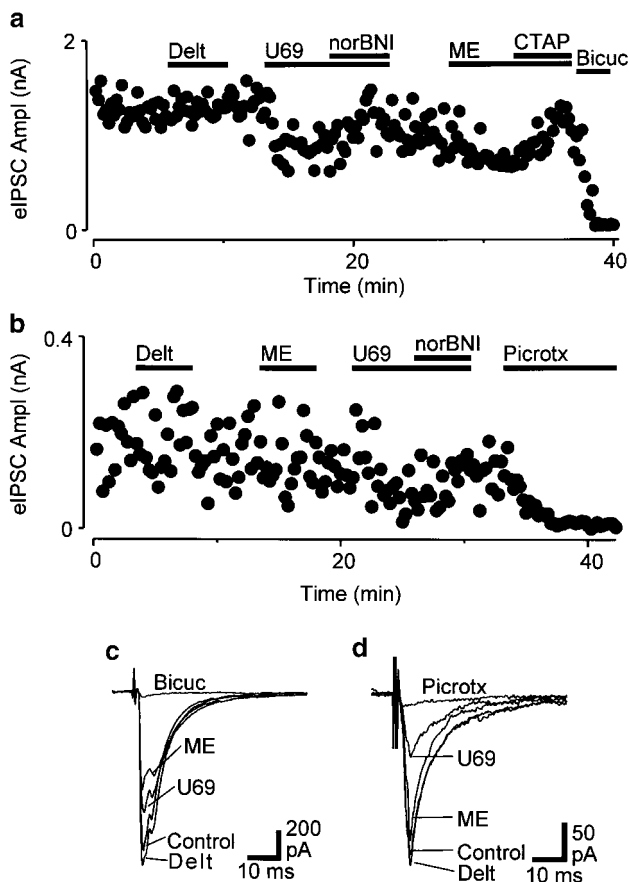 a
2
eIPSC Ampl (nA)
0
Delt
U69
norBNI
ME
CTAP
Bicuc
0
20
40
Time (min)
b
0.4
eIPSC Ampl (nA)
0
Delt
ME
U69
norBNI
Picrotx
0
20
40
Time (min)
c
Bicuc
ME
U69
Control
Delt
200
pA
10 ms
d
Picrotx
U69
ME
Control
Delt
50
pA
10 ms